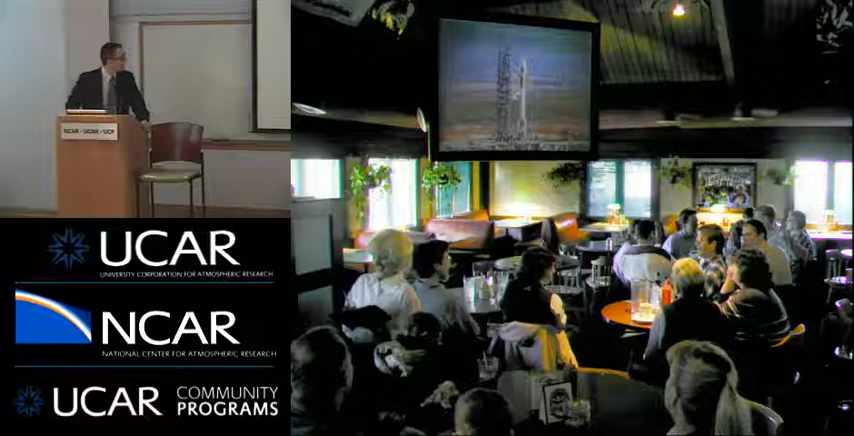 NCAR • UCAR • UCP
UCAR
UNIVERSITY CORPORATION FOR ATMOSPHERIC RESEARCH
NCAR
NATIONAL CENTER FOR ATMOSPHERIC RESEARCH
UCAR COMMUNITY
PROGRAMS